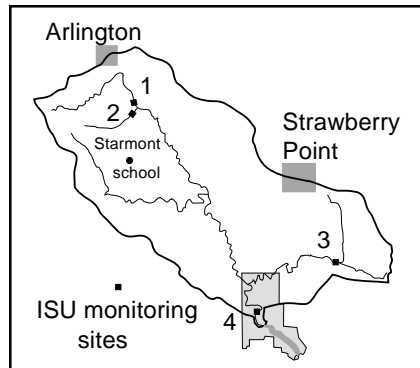 Arlington
1
2
Starmont
school
Strawberry
Point
3
ISU monitoring
sites
4